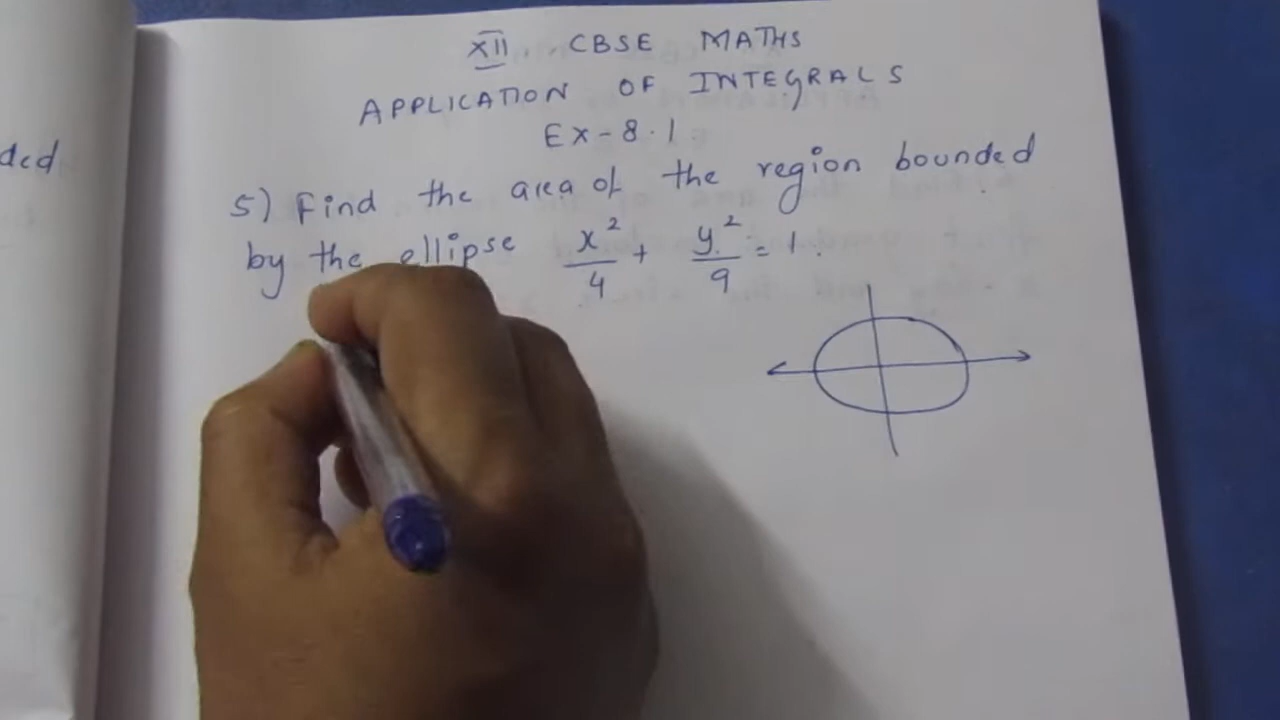 ded
XII CBSE MATHS
APPLICATION OF INTEGRALS
Ex-8.1
5) Find the area of the region bounded
by the ellipse x²/4 + y²/9 = 1.